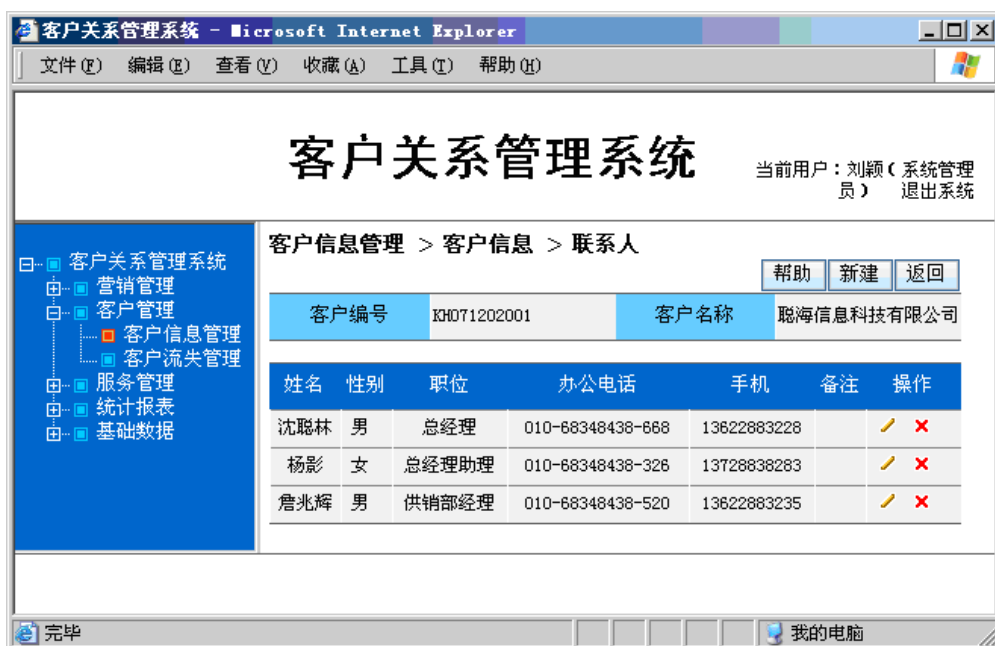 客户关系管理系统 - Microsoft Internet Explorer
文件(F) 编辑(E) 查看(V) 收藏(A) 工具(T) 帮助(H)
客户关系管理系统
当前用户：刘颖(系统管理
员) 退出系统
客户关系管理系统
营销管理
客户管理
客户信息管理
客户流失管理
服务管理
统计报表
基础数据
客户信息管理 > 客户信息 > 联系人
帮助 新建 返回
客户编号 KH071202001 客户名称 聪海信息科技有限公司
姓名 性别 职位 办公电话 手机 备注 操作
沈聪林 男 总经理 010-68348438-668 13622883228
杨影 女 总经理助理 010-68348438-326 13728838283
詹兆辉 男 供销部经理 010-68348438-520 13622883235
完毕 我的电脑